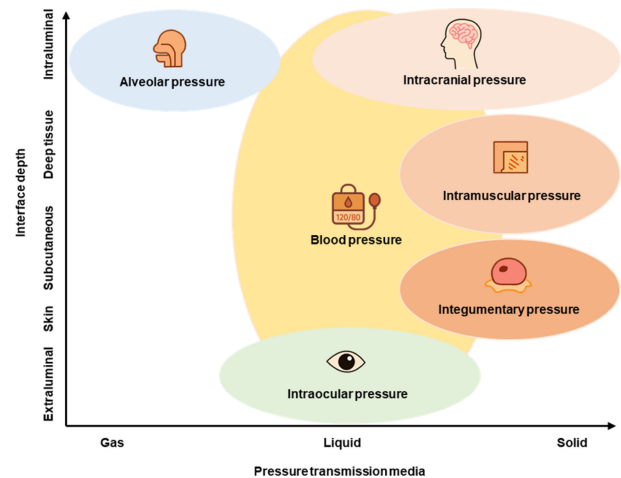 Interface depth
Intraluminal
Deep tissue
Subcutaneous
Skin
Extraluminal
Alveolar pressure
Intracranial pressure
Intramuscular pressure
120/80
Blood pressure
Integumentary pressure
Intraocular pressure
Gas
Liquid
Solid
Pressure transmission media